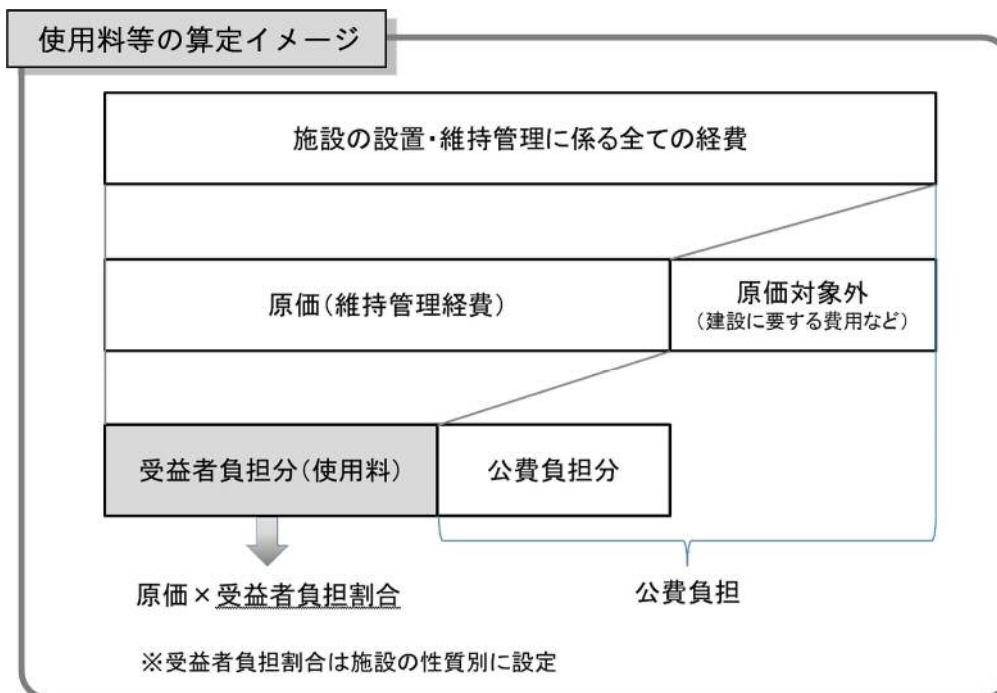 使用料等の算定イメージ
施設の設置・維持管理に係る全ての経費
原価(維持管理経費)
原価対象外
(建設に要する費用など)
受益者負担分(使用料)
公費負担分
原価×受益者負担割合
公費負担
※受益者負担割合は施設の性質別に設定